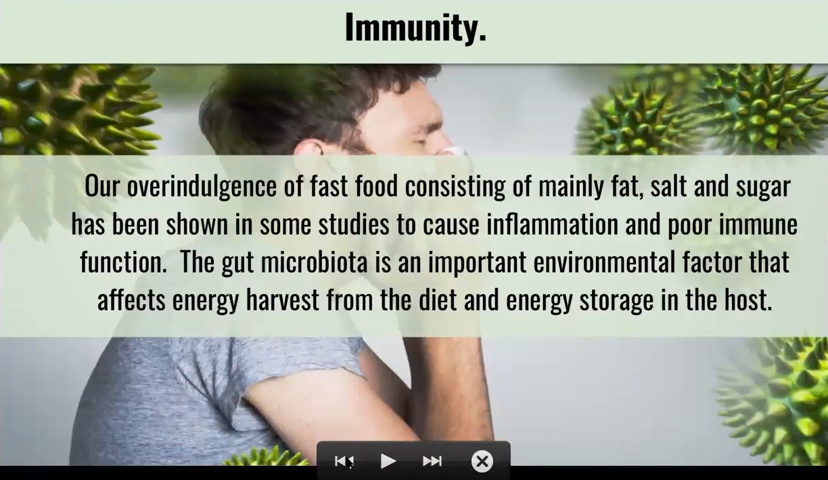 Immunity.
Our overindulgence of fast food consisting of mainly fat, salt and sugar
has been shown in some studies to cause inflammation and poor immune
function.  The gut microbiota is an important environmental factor that
affects energy harvest from the diet and energy storage in the host.